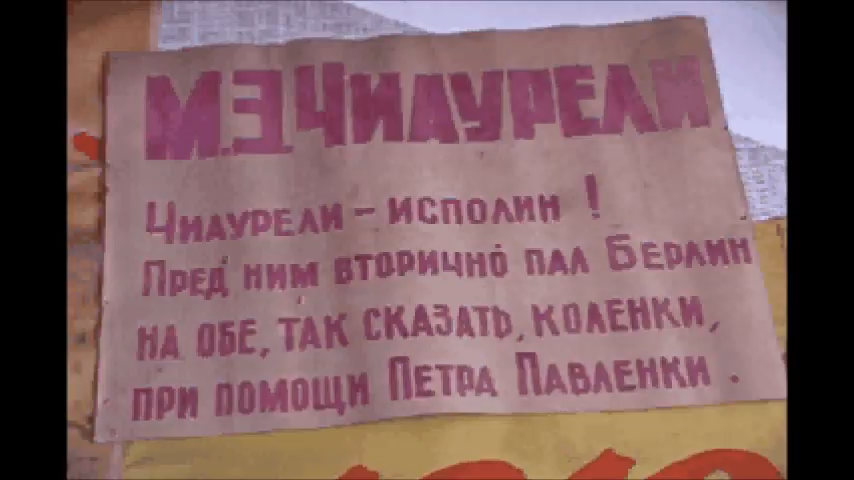 М.Э.ЧИАУРЕЛИ
Чиаурели – исполин !
Пред ним вторично пал Берлин
на обе, так сказать, коленки,
при помощи Петра Павленки .